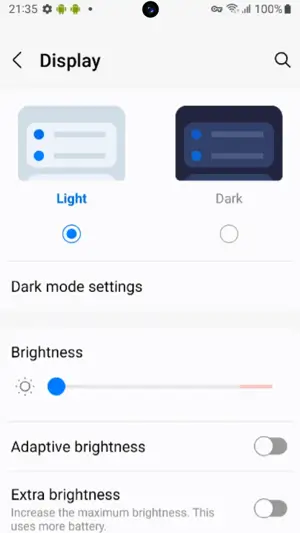 21:35 100%
Display
Light Dark
Dark mode settings
Brightness
Adaptive brightness
Extra brightness
Increase the maximum brightness. This
uses more battery.